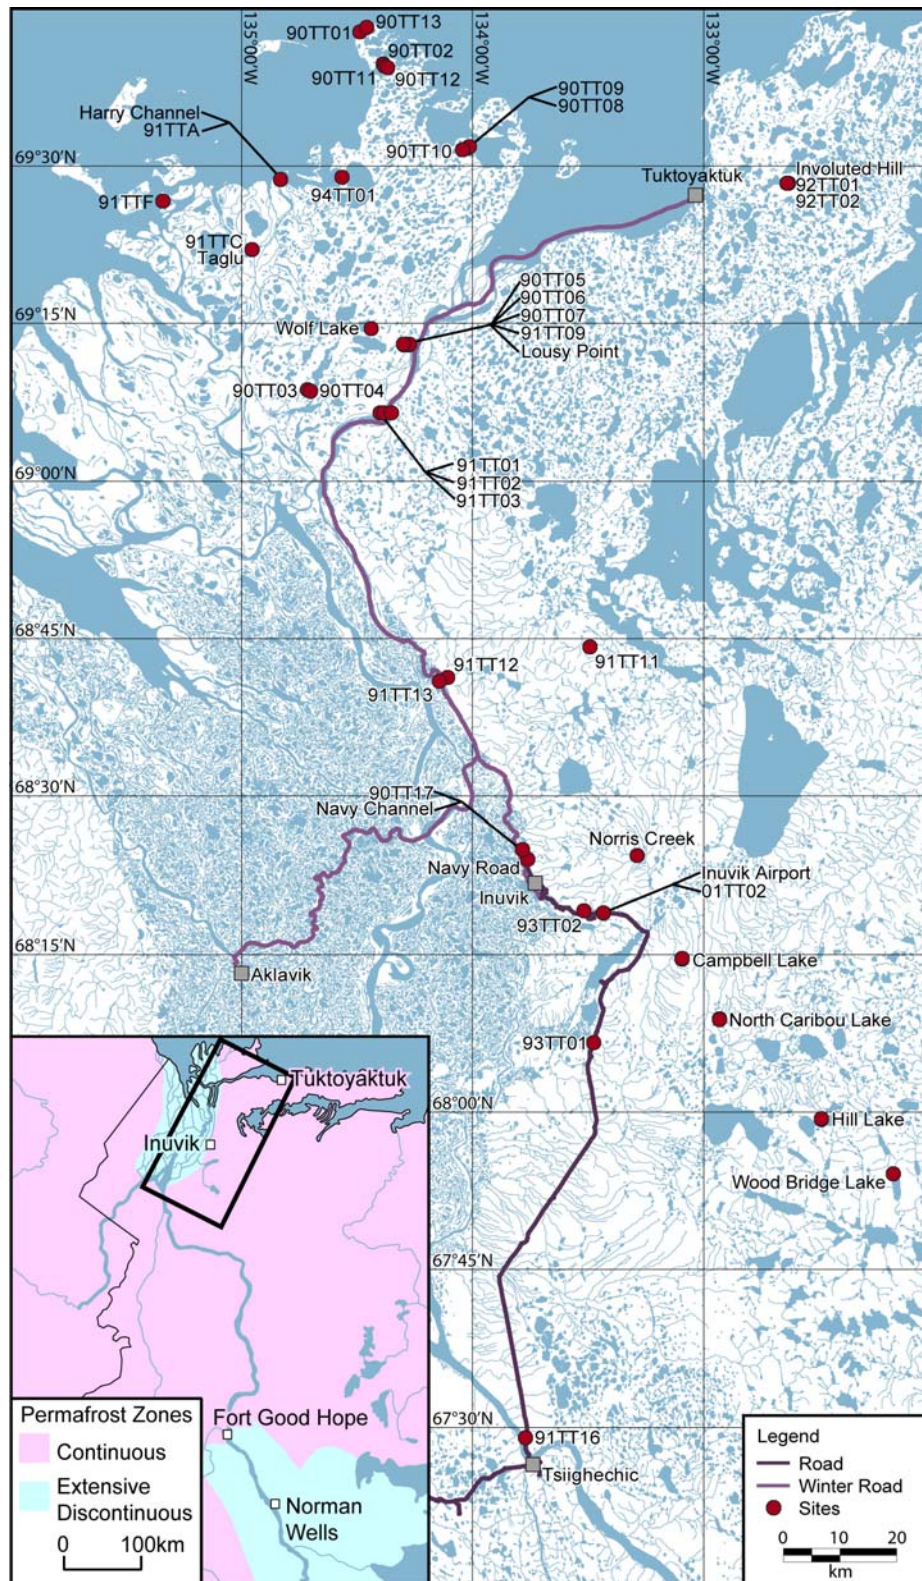 135°00'W
134°00'W
133°00'W
90TT13
90TT01
90TT02
90TT11
90TT12
90TT09
90TT08
Harry Channel
91TTA
90TT10
69°30'N
94TT01
Tuktoyaktuk
Involuted Hill
92TT01
92TT02
91TTF
91TTC
Taglu
90TT05
90TT06
90TT07
91TT09
Lousy Point
69°15'N
Wolf Lake
90TT03
90TT04
91TT01
91TT02
91TT03
69°00'N
68°45'N
91TT11
91TT12
91TT13
68°30'N
90TT17
Navy Channel
Norris Creek
Navy Road
Inuvik
Inuvik Airport
01TT02
93TT02
68°15'N
Aklavik
Campbell Lake
North Caribou Lake
93TT01
68°00'N
Hill Lake
Wood Bridge Lake
67°45'N
67°30'N
91TT16
Tsiighechic
Tuktoyaktuk
Inuvik
Fort Good Hope
Norman
Wells
Permafrost Zones
Continuous
Extensive
Discontinuous
0 100km
Legend
Road
Winter Road
Sites
0 10 20
km